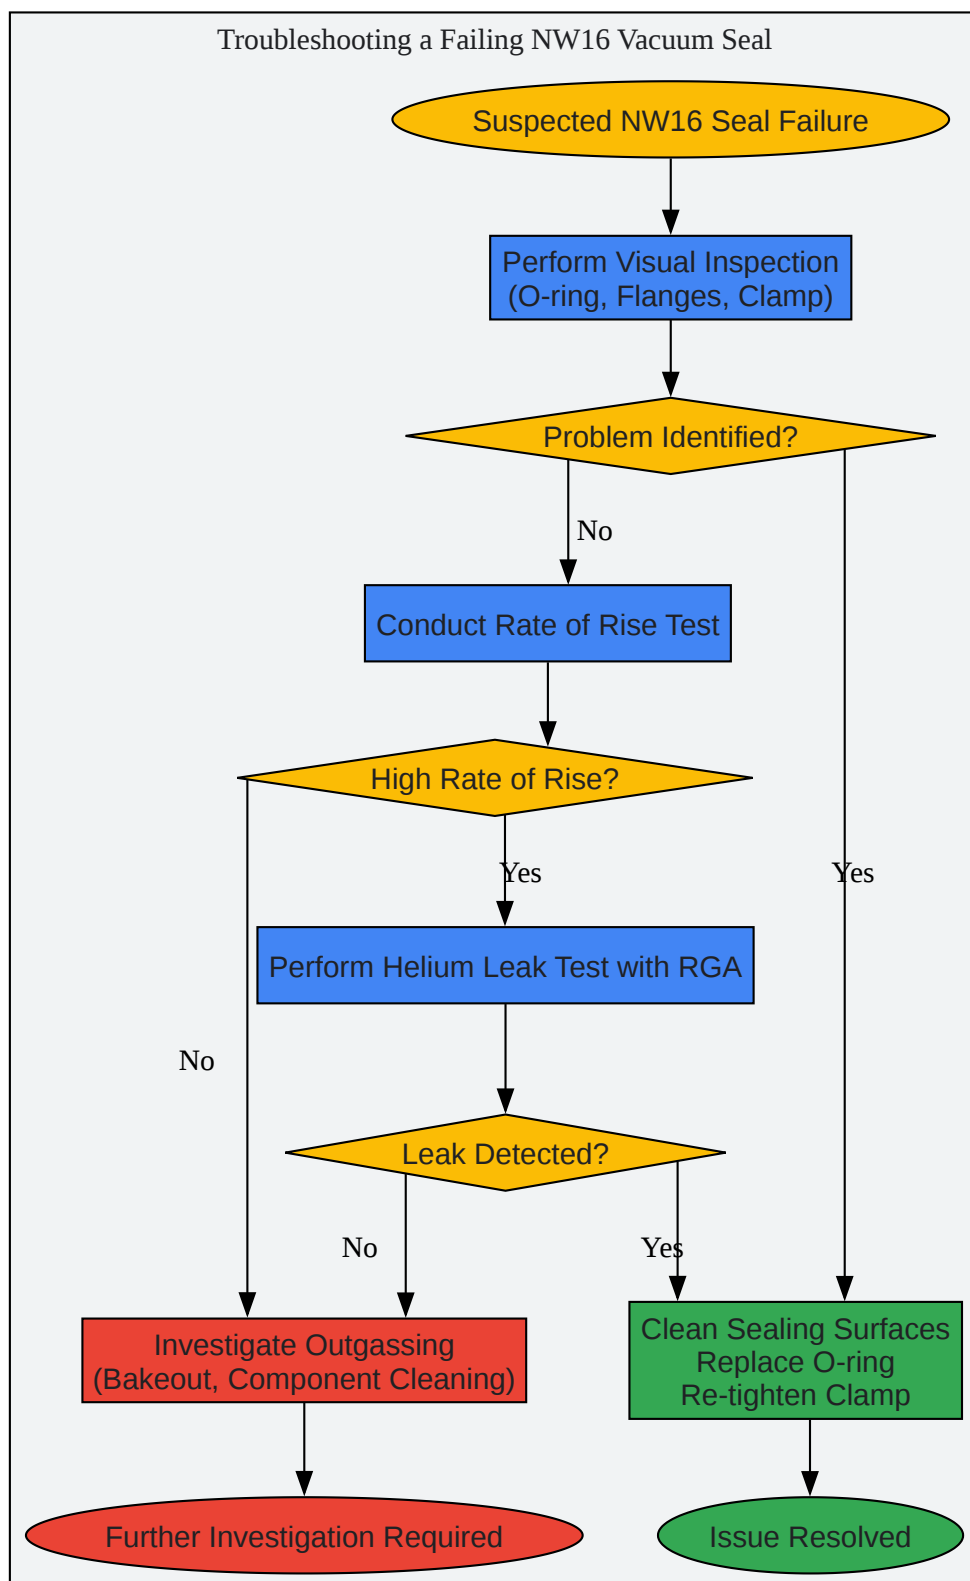 Troubleshooting a Failing NW16 Vacuum Seal
Suspected NW16 Seal Failure
Perform Visual Inspection
(O-ring, Flanges, Clamp)
Problem Identified?
No
Conduct Rate of Rise Test
High Rate of Rise?
Yes
Yes
Perform Helium Leak Test with RGA
No
Leak Detected?
No
Yes
Investigate Outgassing
(Bakeout, Component Cleaning)
Clean Sealing Surfaces
Replace O-ring
Re-tighten Clamp
Further Investigation Required
Issue Resolved